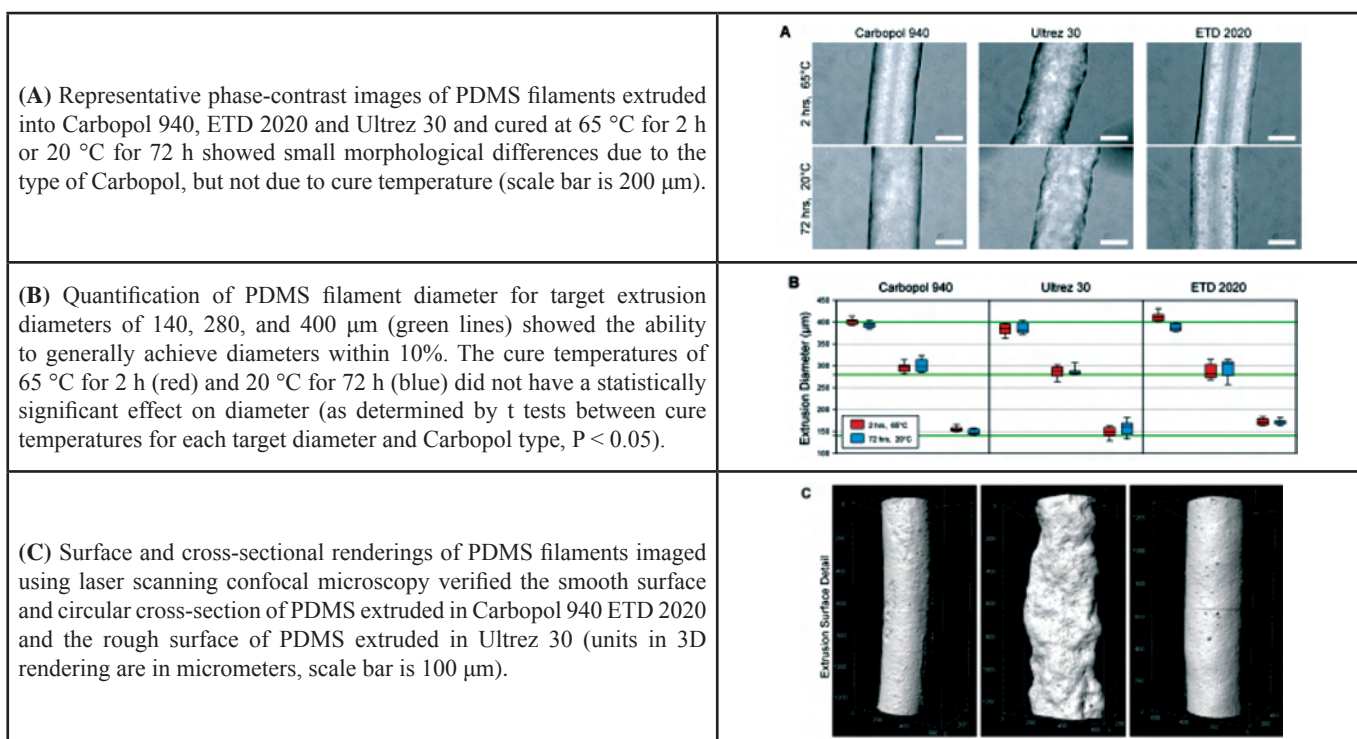 (A) Representative phase-contrast images of PDMS filaments extruded
into Carbopol 940, ETD 2020 and Ultrez 30 and cured at 65 °C for 2 h
or 20 °C for 72 h showed small morphological differences due to the
type of Carbopol, but not due to cure temperature (scale bar is 200 μm).
A
Carbopol 940
Ultrez 30
ETD 2020
2 hrs, 65°C
72 hrs, 20°C
(B) Quantification of PDMS filament diameter for target extrusion
diameters of 140, 280, and 400 μm (green lines) showed the ability
to generally achieve diameters within 10%. The cure temperatures of
65 °C for 2 h (red) and 20 °C for 72 h (blue) did not have a statistically
significant effect on diameter (as determined by t tests between cure
temperatures for each target diameter and Carbopol type, P < 0.05).
B
Carbopol 940
Ultrez 30
ETD 2020
Extrusion Diameter (μm)
450
400
350
300
250
200
150
100
2 hrs, 65°C
72 hrs, 20°C
(C) Surface and cross-sectional renderings of PDMS filaments imaged
using laser scanning confocal microscopy verified the smooth surface
and circular cross-section of PDMS extruded in Carbopol 940 ETD 2020
and the rough surface of PDMS extruded in Ultrez 30 (units in 3D
rendering are in micrometers, scale bar is 100 μm).
C
Extrusion Surface Detail